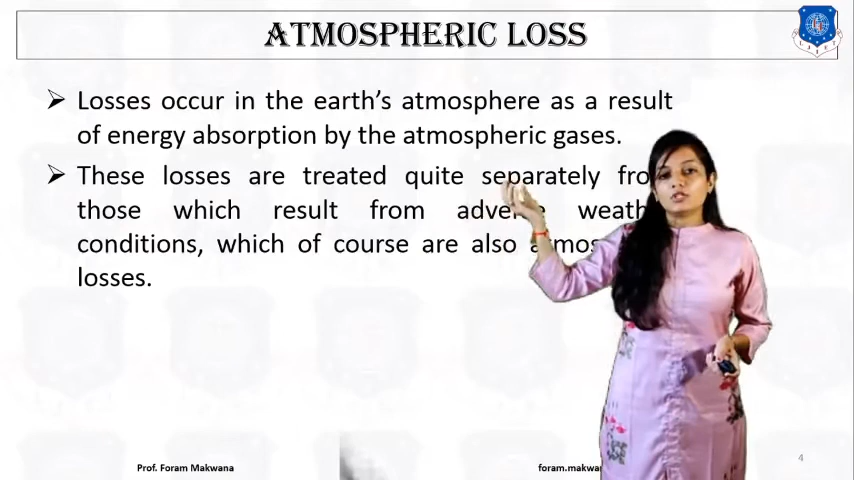 ATMOSPHERIC LOSS
➢ Losses occur in the earth's atmosphere as a result
of energy absorption by the atmospheric gases.
➢ These losses are treated quite separately fro
those which result from adve weath
conditions, which of course are also atmos
losses.
Prof. Foram Makwana
foram.makwa
4